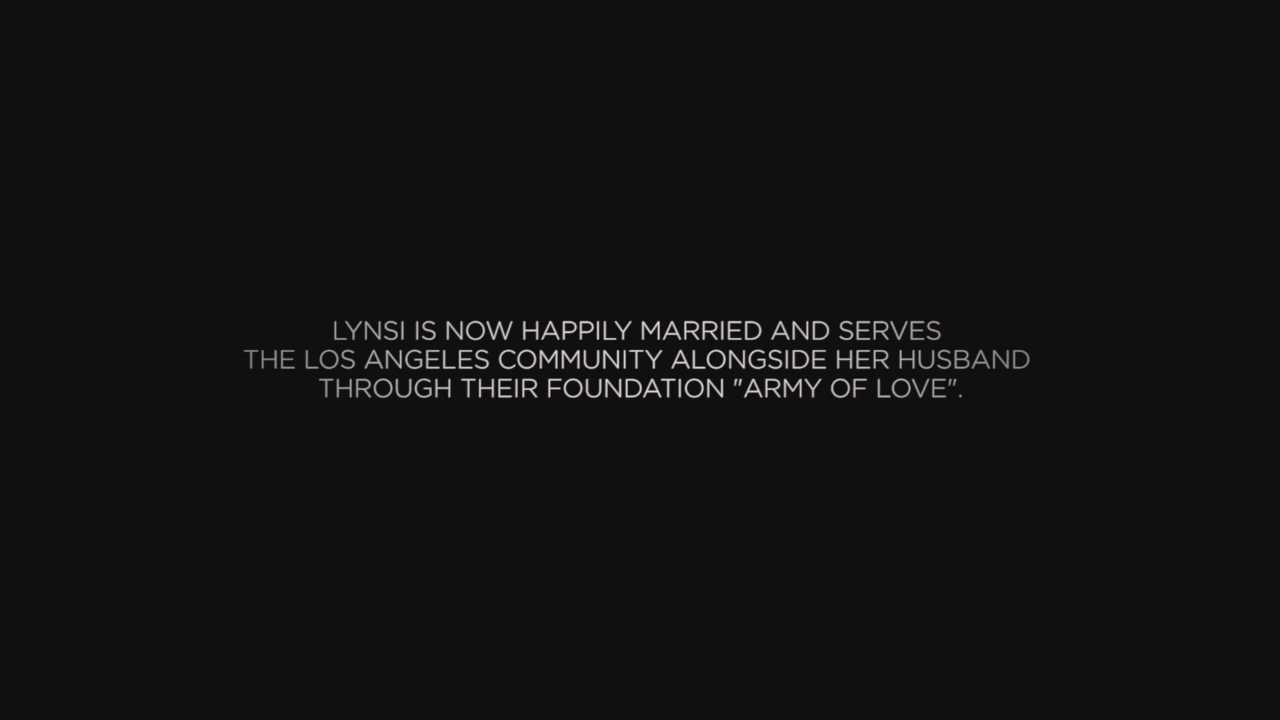 LYNSI IS NOW HAPPILY MARRIED AND SERVES
THE LOS ANGELES COMMUNITY ALONGSIDE HER HUSBAND
THROUGH THEIR FOUNDATION "ARMY OF LOVE".